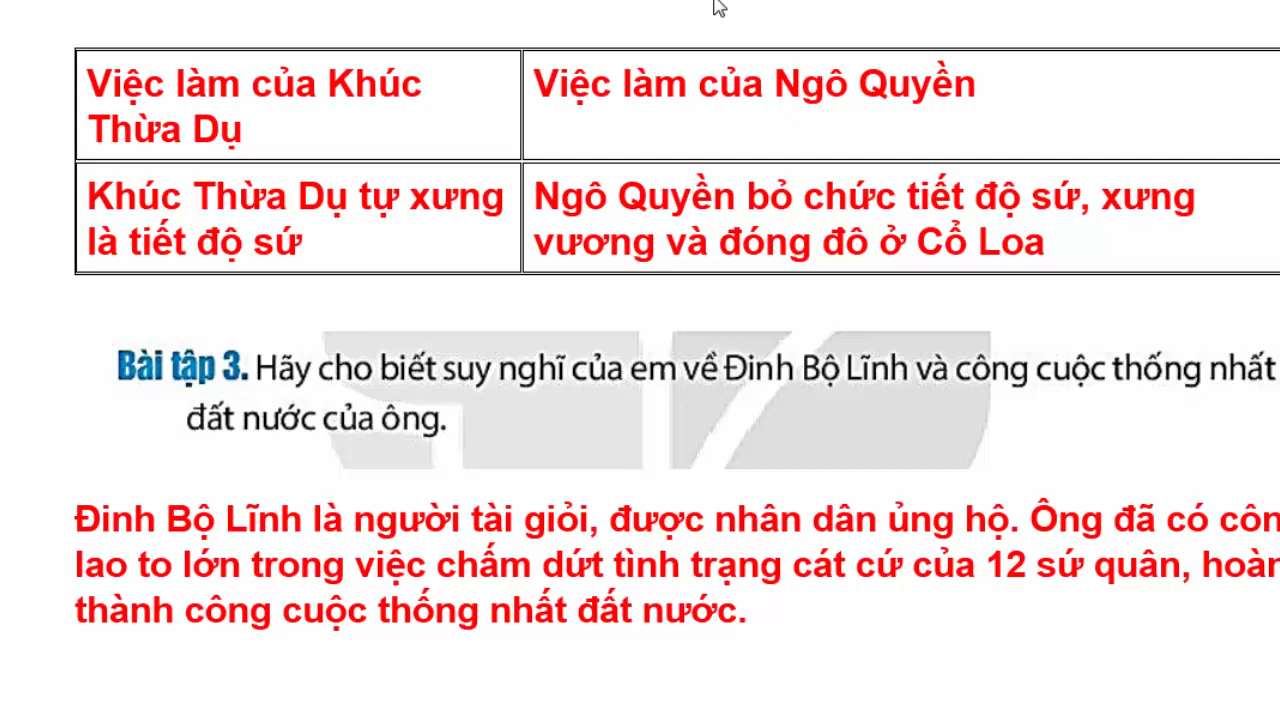 Việc làm của Khúc
Thừa Dụ
Việc làm của Ngô Quyền
Khúc Thừa Dụ tự xưng
là tiết độ sứ
Ngô Quyền bỏ chức tiết độ sứ, xưng
vương và đóng đô ở Cổ Loa
Bài tập 3. Hãy cho biết suy nghĩ của em về Đinh Bộ Lĩnh và công cuộc thống nhất
đất nước của ông.
Đinh Bộ Lĩnh là người tài giỏi, được nhân dân ủng hộ. Ông đã có côn
lao to lớn trong việc chấm dứt tình trạng cát cứ của 12 sứ quân, hoàn
thành công cuộc thống nhất đất nước.